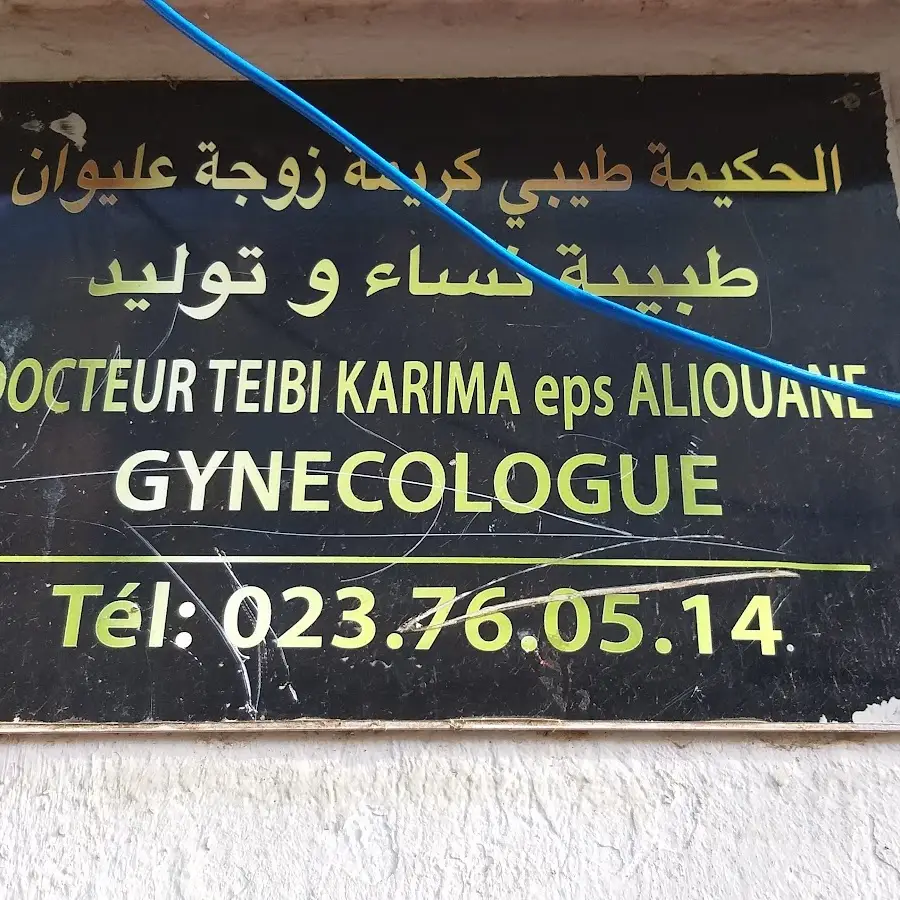 الحكيمة طيبي كريمة زوجة عليوان
طبيبة نساء و توليد
DOCTEUR TEIBI KARIMA eps ALIOUANE
GYNECOLOGUE
Tél: 023.76.05.14